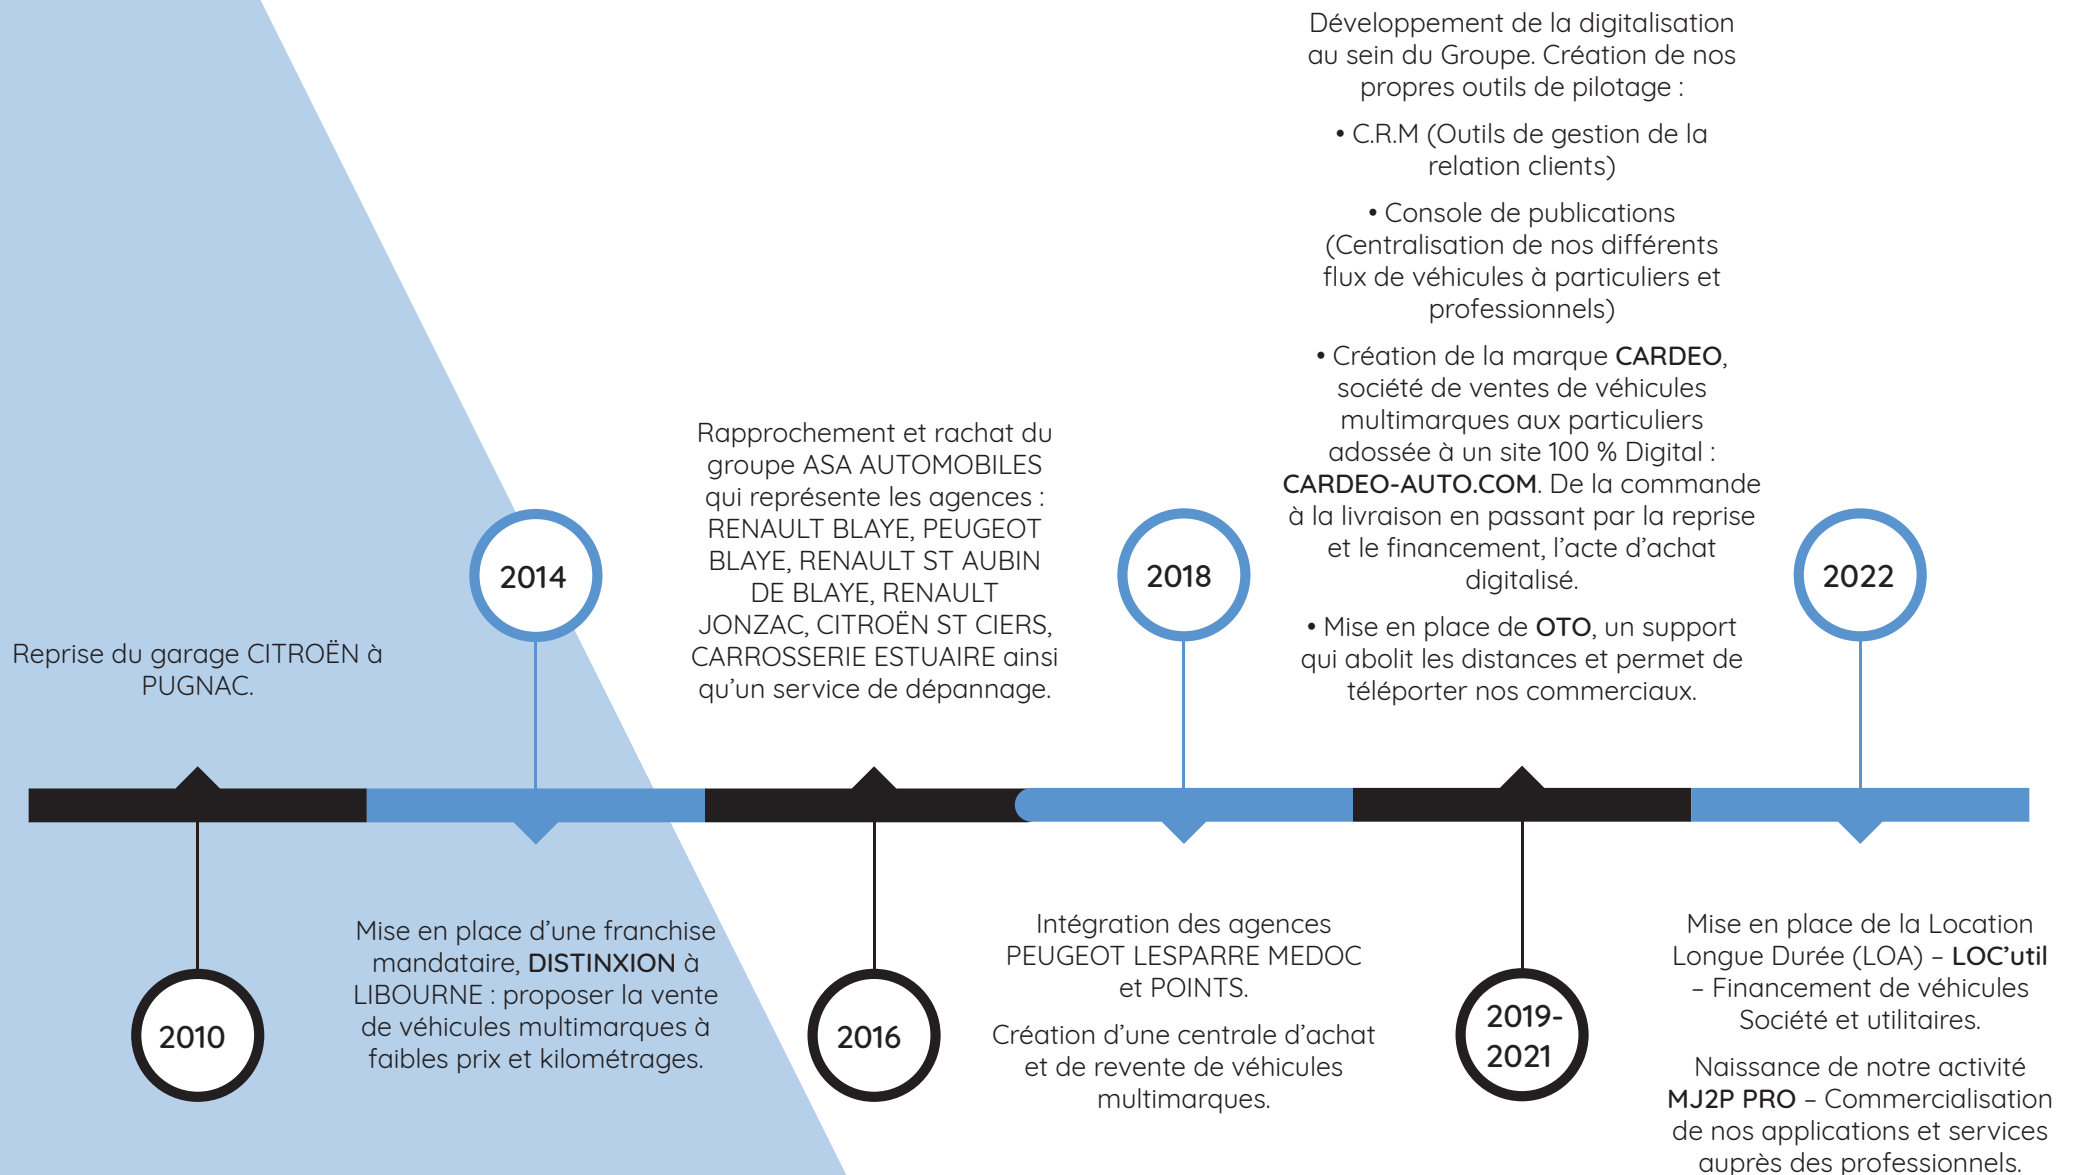 Reprise du garage CITROËN à
PUGNAC.
2010
2014
Mise en place d’une franchise
mandataire, DISTINXION à
LIBOURNE : proposer la vente
de véhicules multimarques à
faibles prix et kilométrages.
Rapprochement et rachat du
groupe ASA AUTOMOBILES
qui représente les agences :
RENAULT BLAYE, PEUGEOT
BLAYE, RENAULT ST AUBIN
DE BLAYE, RENAULT
JONZAC, CITROËN ST CIERS,
CARROSSERIE ESTUAIRE ainsi
qu’un service de dépannage.
2016
2018
Intégration des agences
PEUGEOT LESPARRE MEDOC
et POINTS.
Création d’une centrale d’achat
et de revente de véhicules
multimarques.
Développement de la digitalisation
au sein du Groupe. Création de nos
propres outils de pilotage :
• C.R.M (Outils de gestion de la
relation clients)
• Console de publications
(Centralisation de nos différents
flux de véhicules à particuliers et
professionnels)
• Création de la marque CARDEO,
société de ventes de véhicules
multimarques aux particuliers
adossée à un site 100 % Digital :
CARDEO-AUTO.COM. De la commande
à la livraison en passant par la reprise
et le financement, l’acte d’achat
digitalisé.
• Mise en place de OTO, un support
qui abolit les distances et permet de
téléporter nos commerciaux.
2019-
2021
2022
Mise en place de la Location
Longue Durée (LOA) – LOC’util
– Financement de véhicules
Société et utilitaires.
Naissance de notre activité
MJ2P PRO – Commercialisation
de nos applications et services
auprès des professionnels.